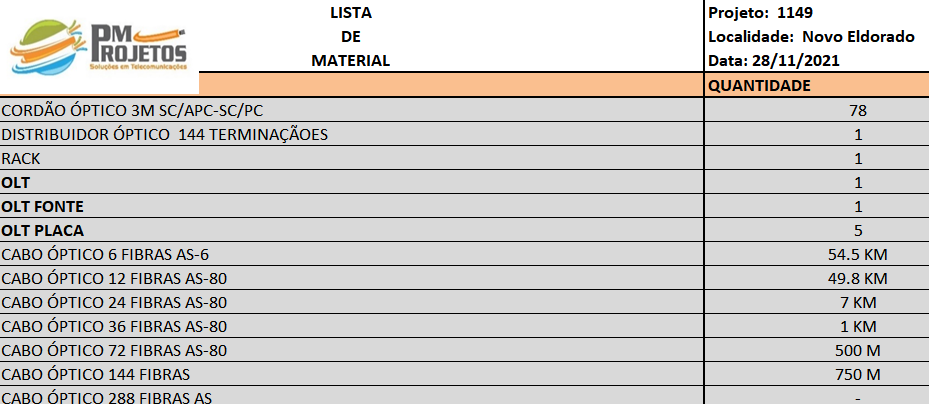 PM
PROJETOS
Soluções em Telecomunicações
LISTA
DE
MATERIAL
Projeto: 1149
Localidade: Novo Eldorado
Data: 28/11/2021
QUANTIDADE
CORDÃO ÓPTICO 3M SC/APC-SC/PC 78
DISTRIBUIDOR ÓPTICO 144 TERMINAÇÃOES 1
RACK 1
OLT 1
OLT FONTE 1
OLT PLACA 5
CABO ÓPTICO 6 FIBRAS AS-6 54.5 KM
CABO ÓPTICO 12 FIBRAS AS-80 49.8 KM
CABO ÓPTICO 24 FIBRAS AS-80 7 KM
CABO ÓPTICO 36 FIBRAS AS-80 1 KM
CABO ÓPTICO 72 FIBRAS AS-80 500 M
CABO ÓPTICO 144 FIBRAS 750 M
CABO ÓPTICO 288 FIBRAS AS -